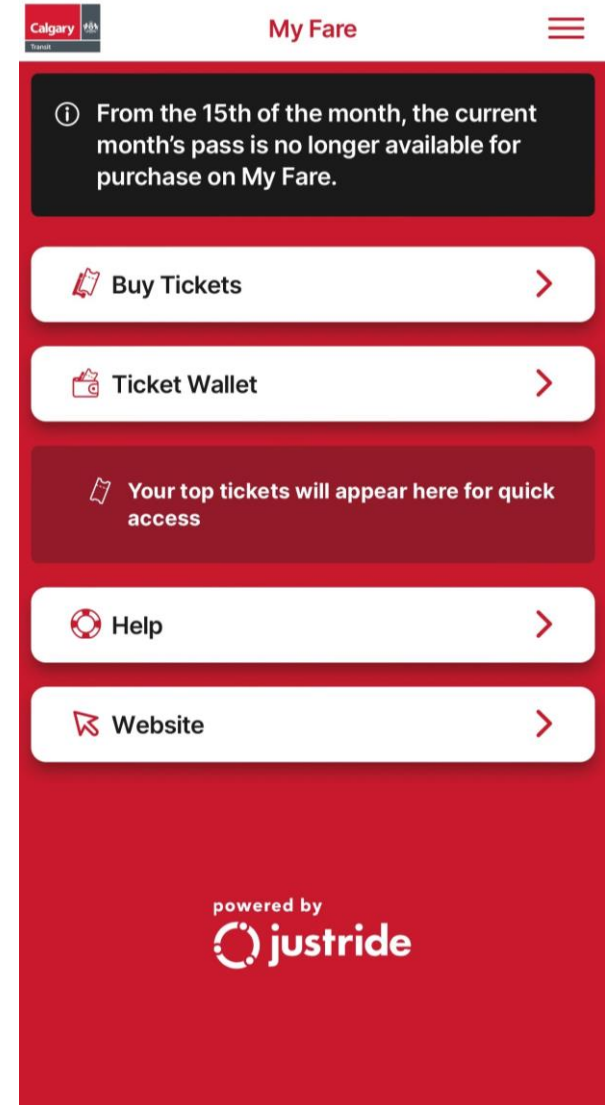 Calgary
Transit
My Fare
From the 15th of the month, the current
month's pass is no longer available for
purchase on My Fare.
Buy Tickets
Ticket Wallet
Your top tickets will appear here for quick
access
Help
Website
powered by
justride